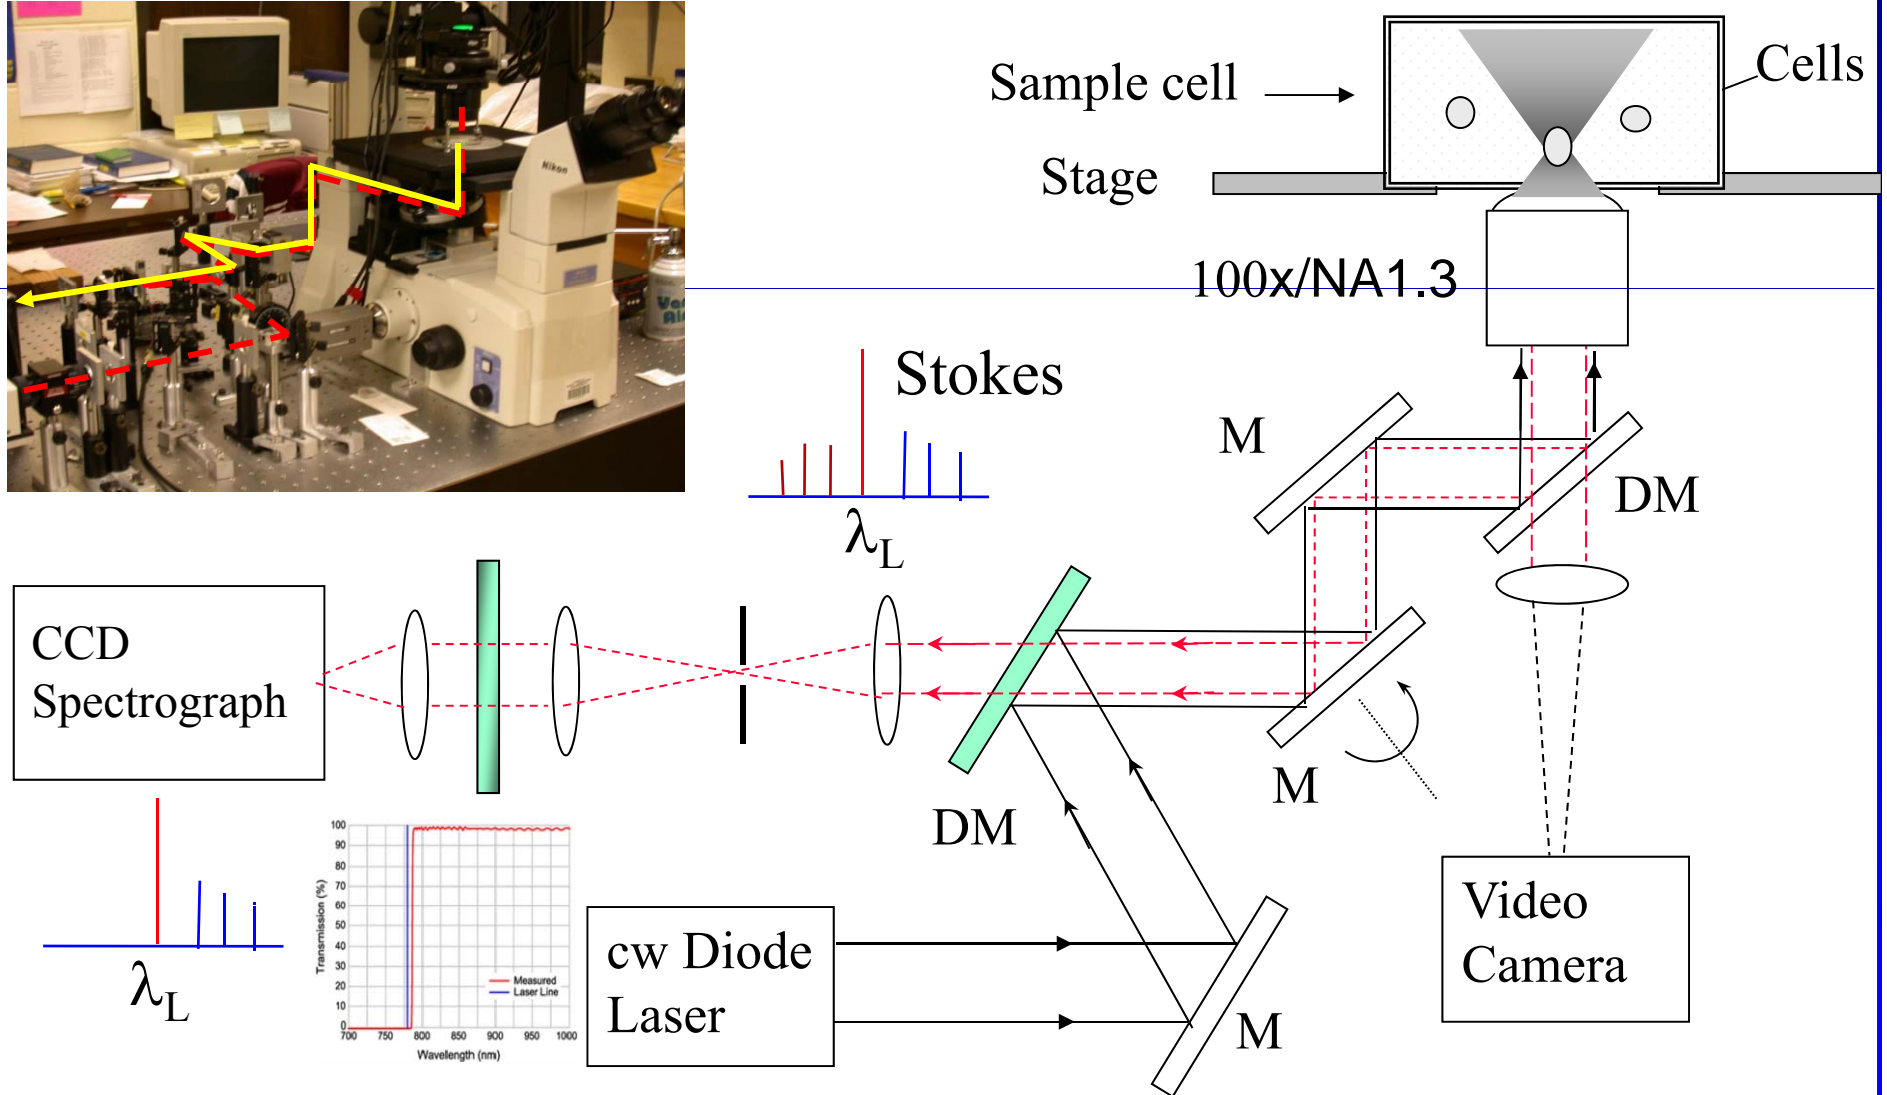 Nikon
Sample cell
Cells
Stage
100x/NA1.3
Stokes
λL
M
DM
CCD
Spectrograph
DM
M
λL
Transmission (%)
100
90
80
70
60
50
40
30
20
10
0
Measured
Laser Line
700 750 800 850 900 950 1000
Wavelength (nm)
cw Diode
Laser
M
Video
Camera